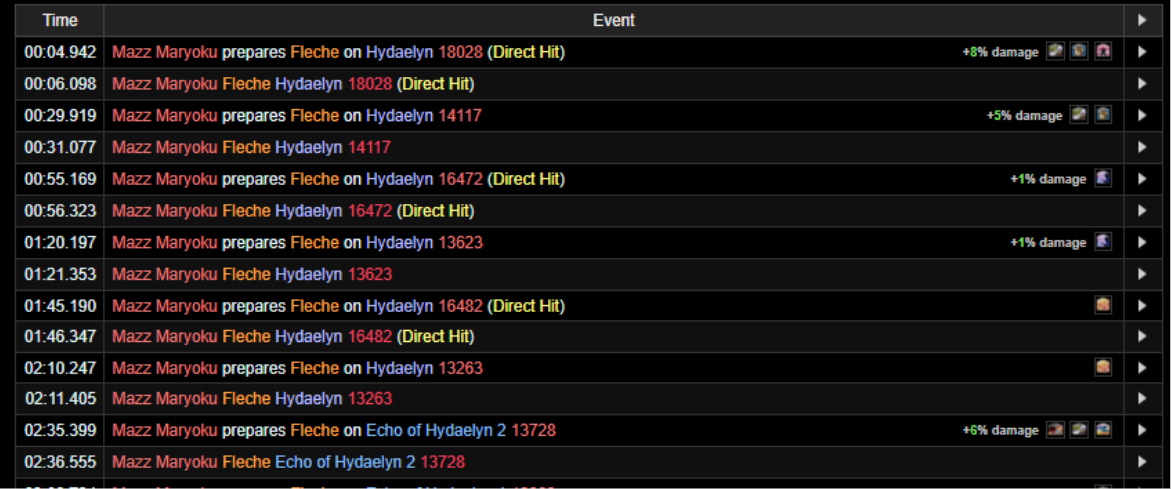 Time Event
00:04.942 Mazz Maryoku prepares Fleche on Hydaelyn 18028 (Direct Hit) +8% damage
00:06.098 Mazz Maryoku Fleche Hydaelyn 18028 (Direct Hit)
00:29.919 Mazz Maryoku prepares Fleche on Hydaelyn 14117 +5% damage
00:31.077 Mazz Maryoku Fleche Hydaelyn 14117
00:55.169 Mazz Maryoku prepares Fleche on Hydaelyn 16472 (Direct Hit) +1% damage
00:56.323 Mazz Maryoku Fleche Hydaelyn 16472 (Direct Hit)
01:20.197 Mazz Maryoku prepares Fleche on Hydaelyn 13623 +1% damage
01:21.353 Mazz Maryoku Fleche Hydaelyn 13623
01:45.190 Mazz Maryoku prepares Fleche on Hydaelyn 16482 (Direct Hit)
01:46.347 Mazz Maryoku Fleche Hydaelyn 16482 (Direct Hit)
02:10.247 Mazz Maryoku prepares Fleche on Hydaelyn 13263
02:11.405 Mazz Maryoku Fleche Hydaelyn 13263
02:35.399 Mazz Maryoku prepares Fleche on Echo of Hydaelyn 2 13728 +6% damage
02:36.555 Mazz Maryoku Fleche Echo of Hydaelyn 2 13728